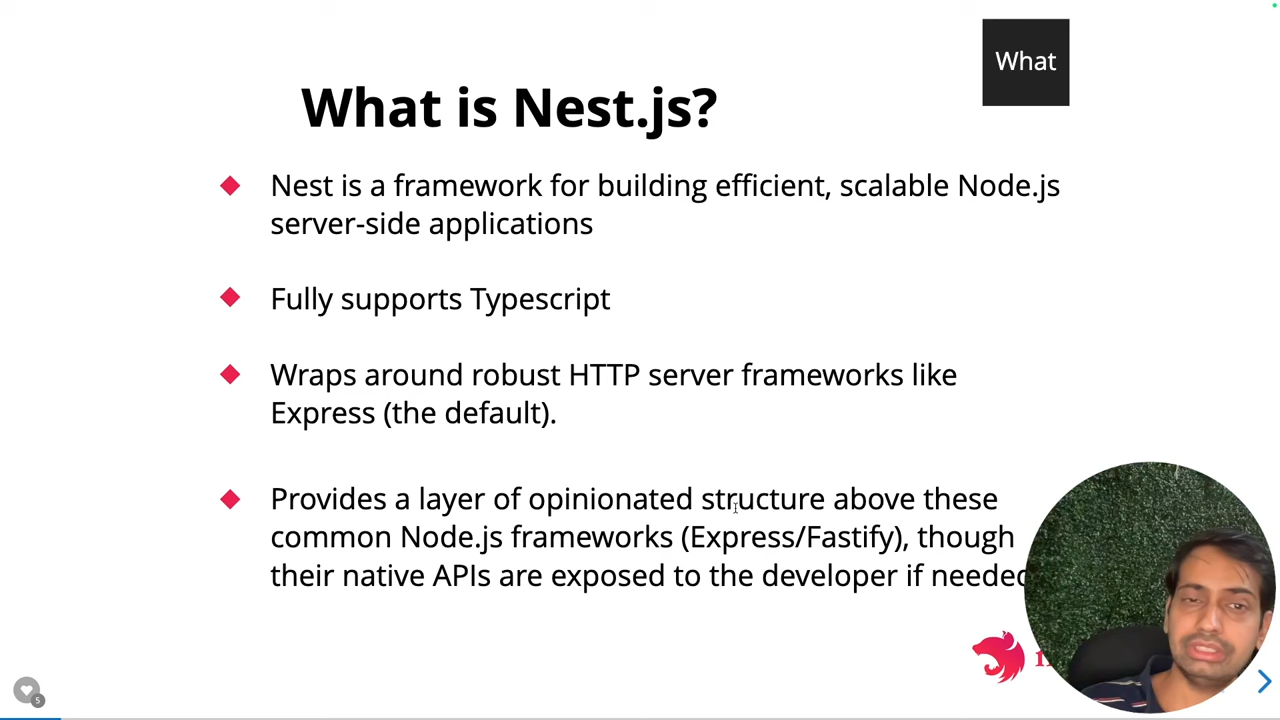 What
What is Nest.js?
Nest is a framework for building efficient, scalable Node.js
server-side applications
Fully supports Typescript
Wraps around robust HTTP server frameworks like
Express (the default).
Provides a layer of opinionated structure above these
common Node.js frameworks (Express/Fastify), though
their native APIs are exposed to the developer if needed
5